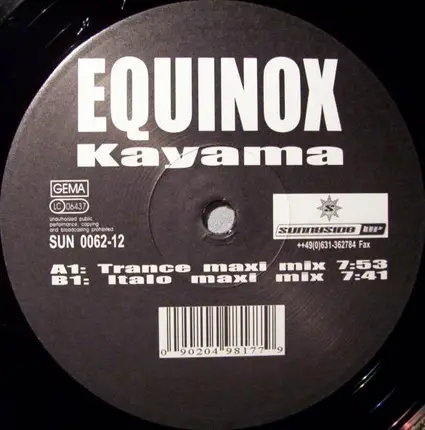 EQUINOX
Kayama
GEMA
LC 06437
Unauthorized public
performance, copying
and broadcasting prohibited
SUN 0062-12
S
sunnyside
++49(0)631-362784 Fax
A1: Trance maxi mix 7:53
B1: Italo maxi mix 7:41
0 90204 98177 9